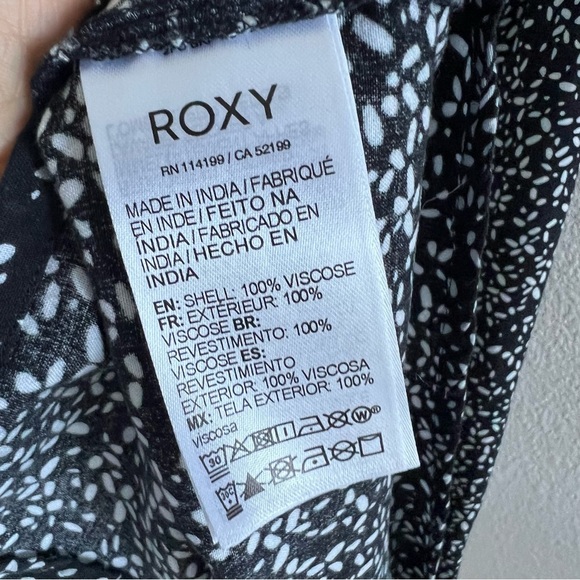 ROXY
RN 114199 / CA 52199
MADE IN INDIA / FABRIQUÉ
EN INDE / FEITO NA
ÍNDIA / FABRICADO EN
INDIA / HECHO EN
INDIA
EN: SHELL: 100% VISCOSE
FR: EXTÉRIEUR: 100%
VISCOSE BR:
REVESTIMENTO: 100%
VISCOSE ES:
REVESTIMIENTO
EXTERIOR: 100% VISCOSA
MX: TELA EXTERIOR: 100%
viscosa